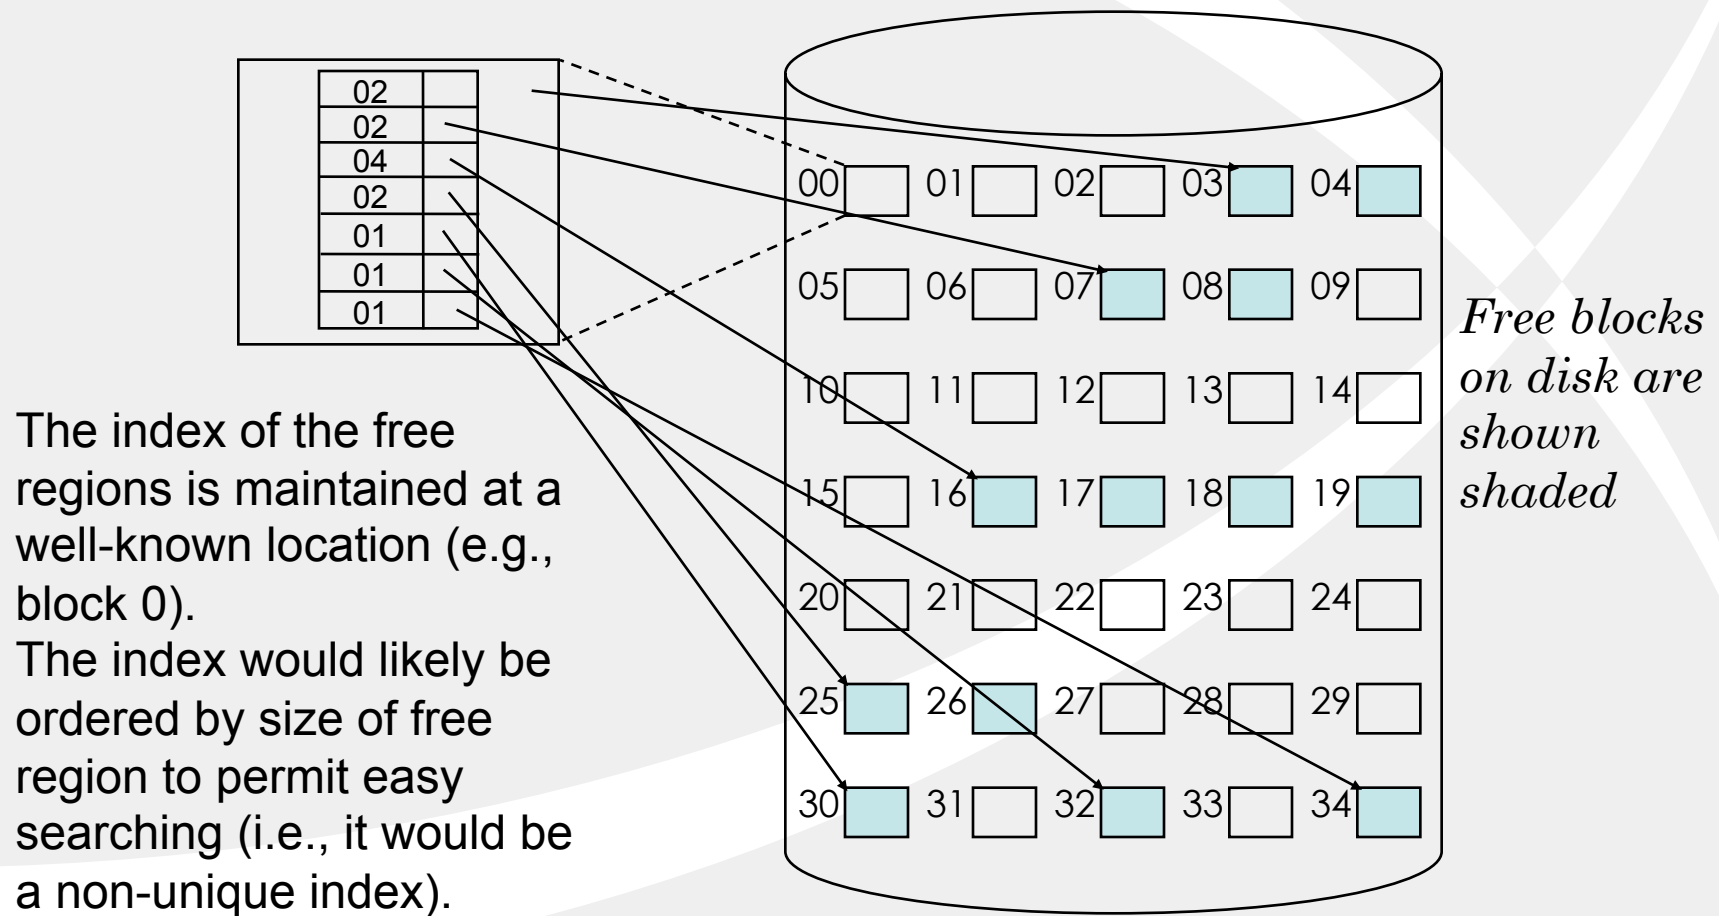 02
02
04
02
01
01
01
00 01 02 03 04
05 06 07 08 09
10 11 12 13 14
15 16 17 18 19
20 21 22 23 24
25 26 27 28 29
30 31 32 33 34
Free blocks
on disk are
shown
shaded
The index of the free
regions is maintained at a
well-known location (e.g.,
block 0).
The index would likely be
ordered by size of free
region to permit easy
searching (i.e., it would be
a non-unique index).